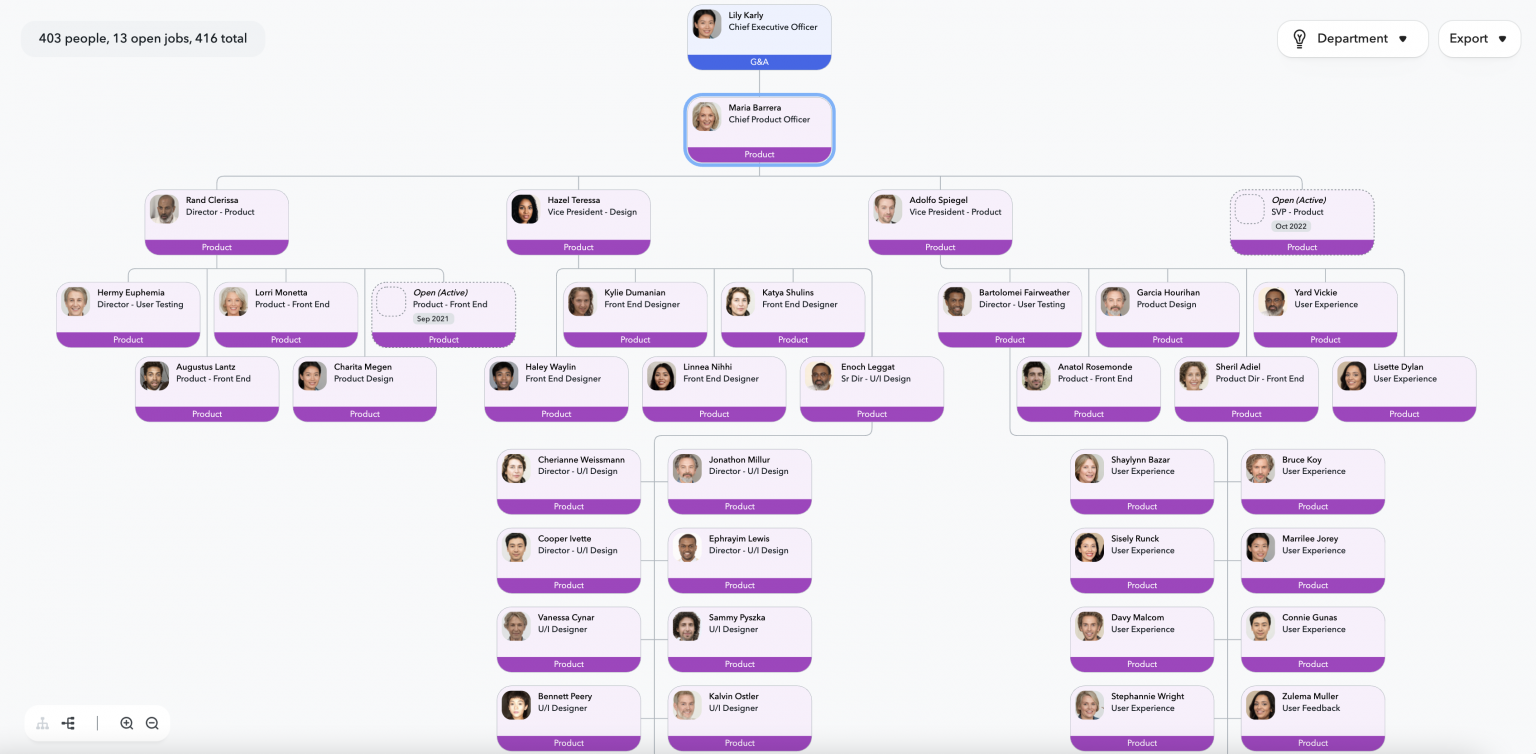 403 people, 13 open jobs, 416 total
Department
Export
Lily Karly
Chief Executive Officer
G&A
Maria Barrera
Chief Product Officer
Product
Rand Clerissa
Director - Product
Product
Hazel Teressa
Vice President - Design
Product
Adolfo Spiegel
Vice President - Product
Product
Open (Active)
SVP - Product
Oct 2022
Product
Hermy Euphemia
Director - User Testing
Product
Lorri Monetta
Product - Front End
Product
Open (Active)
Product - Front End
Sep 2021
Product
Kylie Dumanian
Front End Designer
Product
Katya Shulins
Front End Designer
Product
Bartolomei Fairweather
Director - User Testing
Product
Garcia Hourihan
Product Design
Product
Yard Vickie
User Experience
Product
Augustus Lantz
Product - Front End
Product
Charita Megen
Product Design
Product
Haley Waylin
Front End Designer
Product
Linnea Nihhi
Front End Designer
Product
Enoch Leggat
Sr Dir - U/I Design
Product
Anatol Rosemonde
Product - Front End
Product
Sheril Adiel
Product Dir - Front End
Product
Lisette Dylan
User Experience
Product
Cherianne Weissmann
Director - U/I Design
Product
Jonathon Millur
Director - U/I Design
Product
Shaylynn Bazar
User Experience
Product
Bruce Koy
User Experience
Product
Cooper Ivette
Director - U/I Design
Product
Ephrayim Lewis
Director - U/I Design
Product
Sisely Runck
User Experience
Product
Marrilee Jorey
User Experience
Product
Vanessa Cynar
U/I Designer
Product
Sammy Pyszka
U/I Designer
Product
Davy Malcom
User Experience
Product
Connie Gunas
User Experience
Product
Bennett Peery
U/I Designer
Product
Kalvin Ostler
U/I Designer
Product
Stephannie Wright
User Experience
Product
Zulema Muller
User Feedback
Product